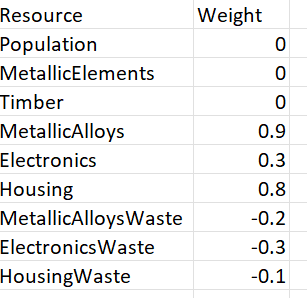 Resource Weight
Population 0
MetallicElements 0
Timber 0
MetallicAlloys 0.9
Electronics 0.3
Housing 0.8
MetallicAlloysWaste -0.2
ElectronicsWaste -0.3
HousingWaste -0.1